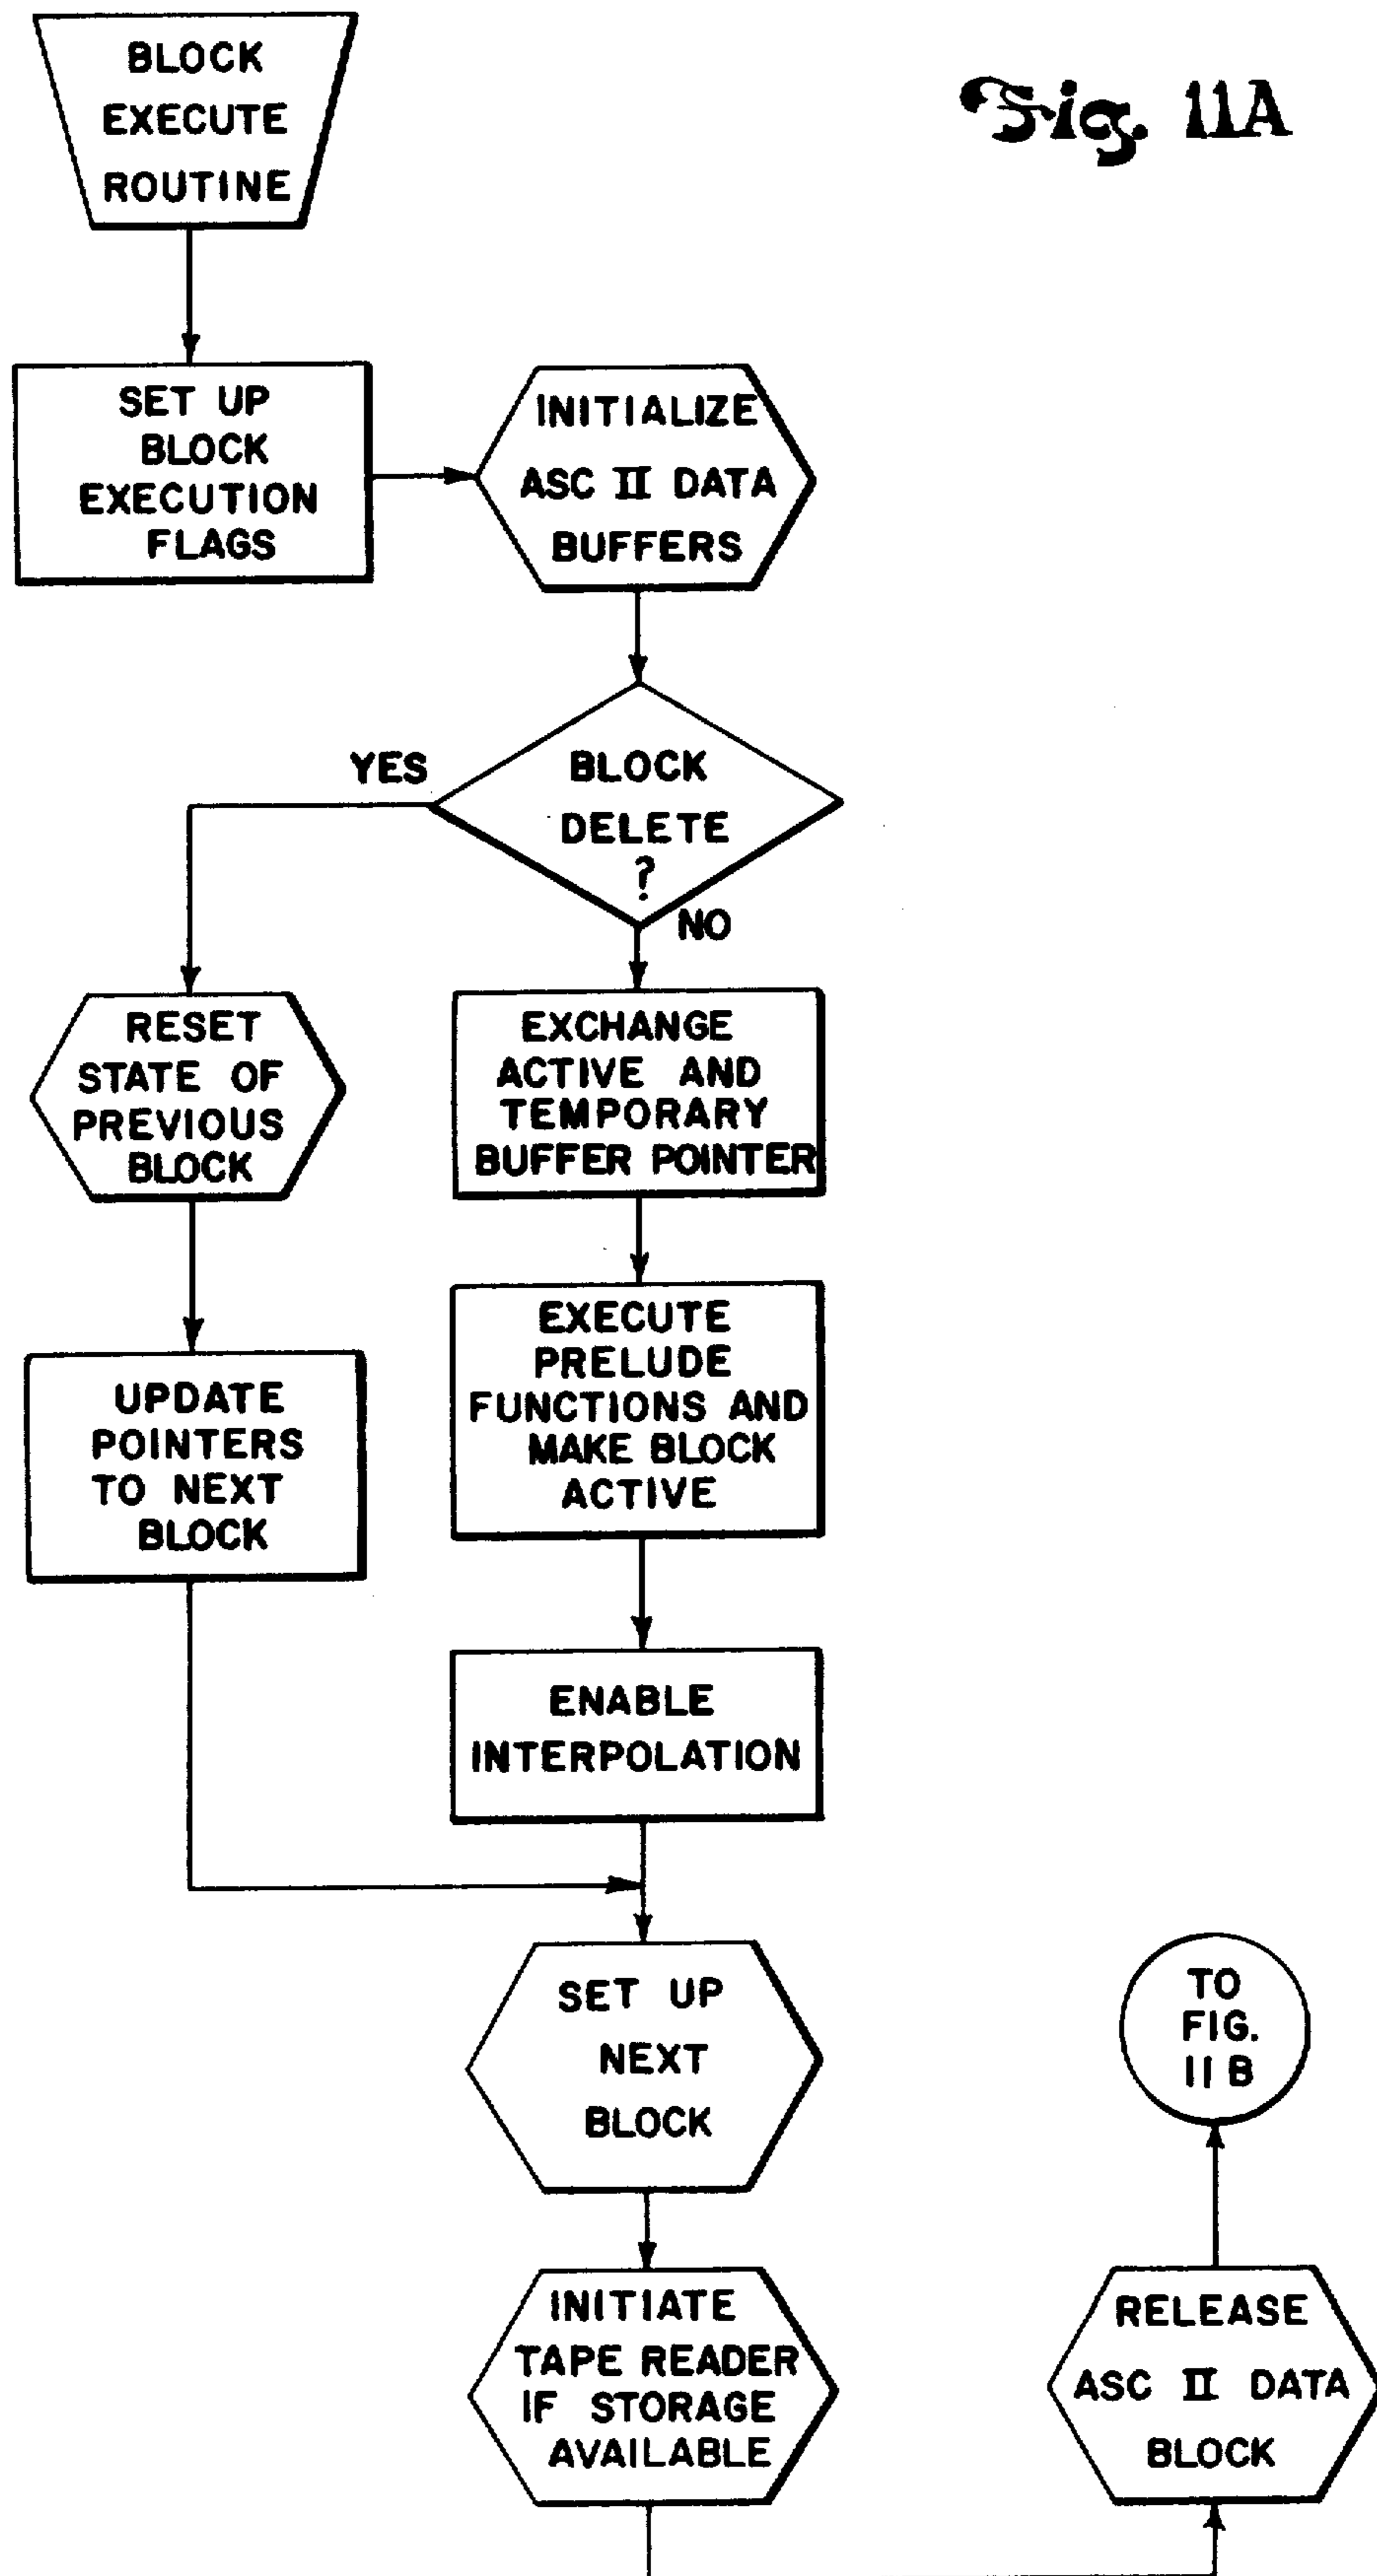 Fig. 11A
BLOCK
EXECUTE
ROUTINE
SET UP
BLOCK
EXECUTION
FLAGS
INITIALIZE
ASC II DATA
BUFFERS
YES
BLOCK
DELETE
?
NO
RESET
STATE OF
PREVIOUS
BLOCK
EXCHANGE
ACTIVE AND
TEMPORARY
BUFFER POINTER
UPDATE
POINTERS
TO NEXT
BLOCK
EXECUTE
PRELUDE
FUNCTIONS AND
MAKE BLOCK
ACTIVE
ENABLE
INTERPOLATION
SET UP
NEXT
BLOCK
INITIATE
TAPE READER
IF STORAGE
AVAILABLE
RELEASE
ASC II DATA
BLOCK
TO
FIG.
11 B